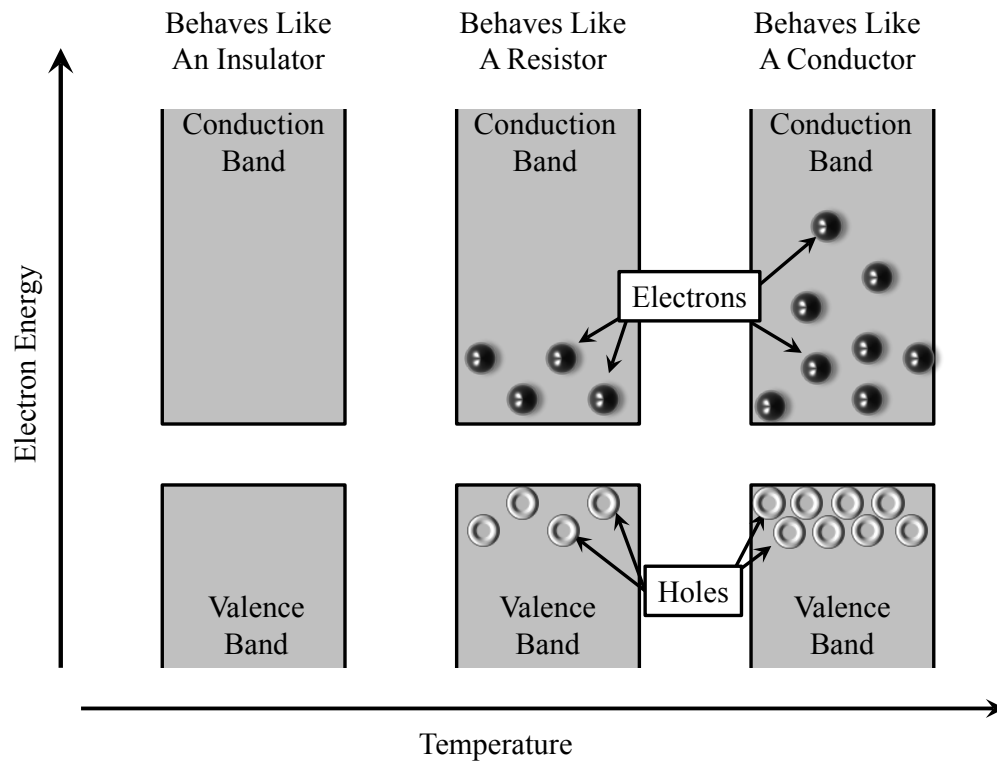 Behaves Like
An Insulator
Behaves Like
A Resistor
Behaves Like
A Conductor
Conduction
Band
Conduction
Band
Conduction
Band
Electron Energy
Electrons
Holes
Valence
Band
Valence
Band
Valence
Band
Temperature